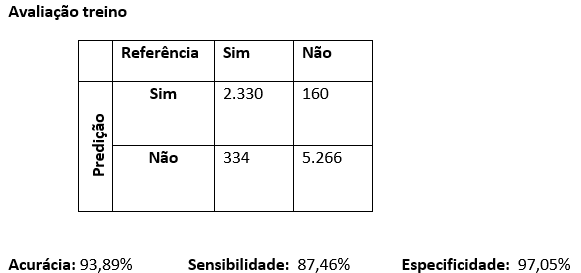 Avaliação treino
Referência Sim Não
Predição
Sim 2.330 160
Não 334 5.266
Acurácia: 93,89% Sensibilidade: 87,46% Especificidade: 97,05%